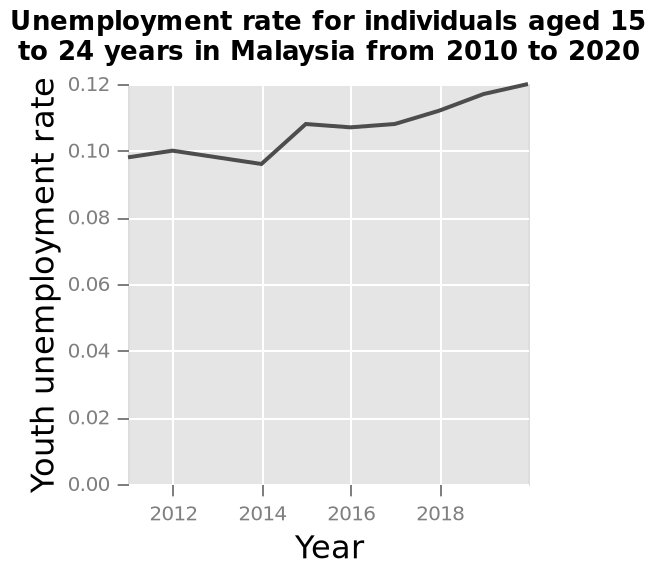 Unemployment rate for individuals aged 15
to 24 years in Malaysia from 2010 to 2020
Youth unemployment rate
0.12
0.10
0.08
0.06
0.04
0.02
0.00
2012 2014 2016 2018
Year